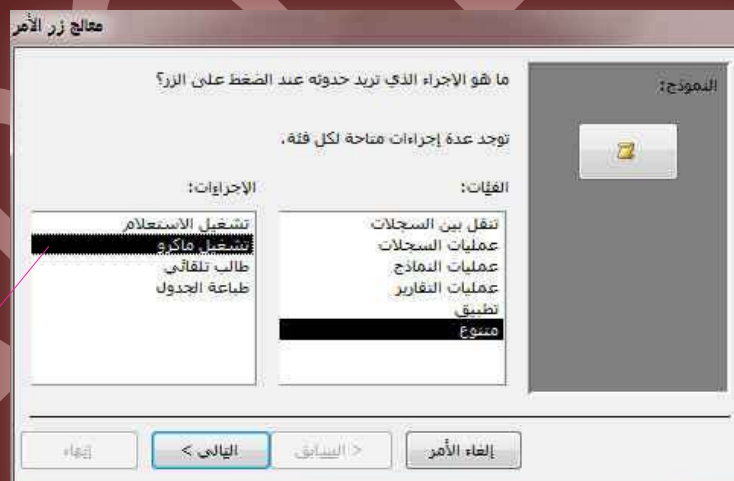 معالج زر الأمر
النموذج:
ما هو الإجراء الذي تريد حدوثه عند الضغط على الزر؟
توجد عدة إجراءات متاحة لكل فئة.
الفئات:
تنقل بين السجلات
عمليات السجلات
عمليات النماذج
عمليات التقارير
تطبيق
متنوع
الإجراءات:
تشغيل الاستعلام
تشغيل ماكرو
طالب تلقائي
طباعة الجدول
إلغاء الأمر
< السابق
التالي >
إنهاء